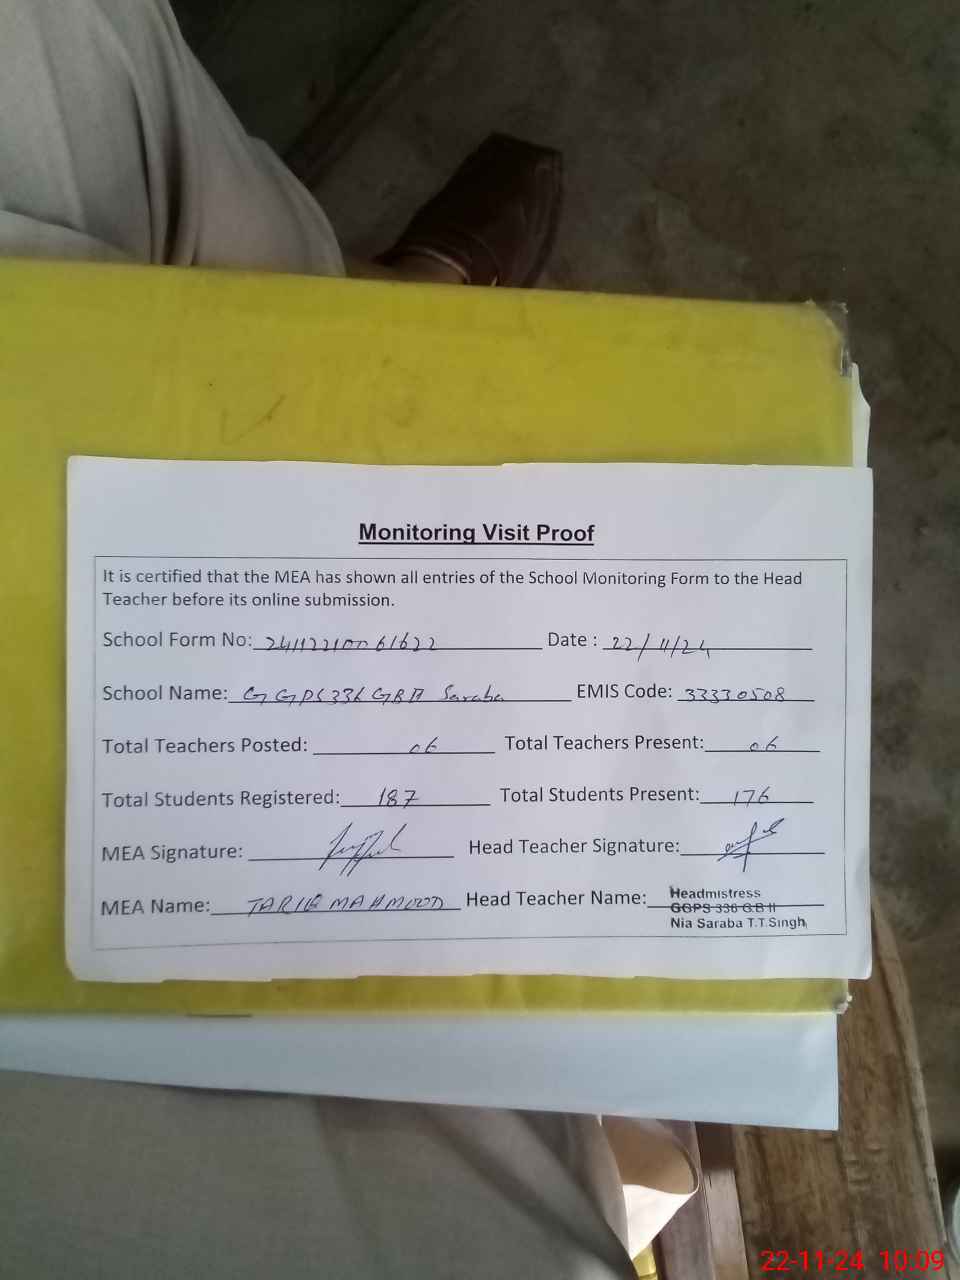 Monitoring Visit Proof
It is certified that the MEA has shown all entries of the School Monitoring Form to the Head
Teacher before its online submission.
School Form No: Date : 22/11/24
School Name: GGPS 336 GB II Saraba EMIS Code: 33330508
Total Teachers Posted: 06 Total Teachers Present: 06
Total Students Registered: 187 Total Students Present: 176
MEA Signature: Head Teacher Signature:
MEA Name: TARIQ MAHMOOD Head Teacher Name:
Headmistress
GGPS 336 G.B II
Nia Saraba T.T.Singh
22-11-24 10:09